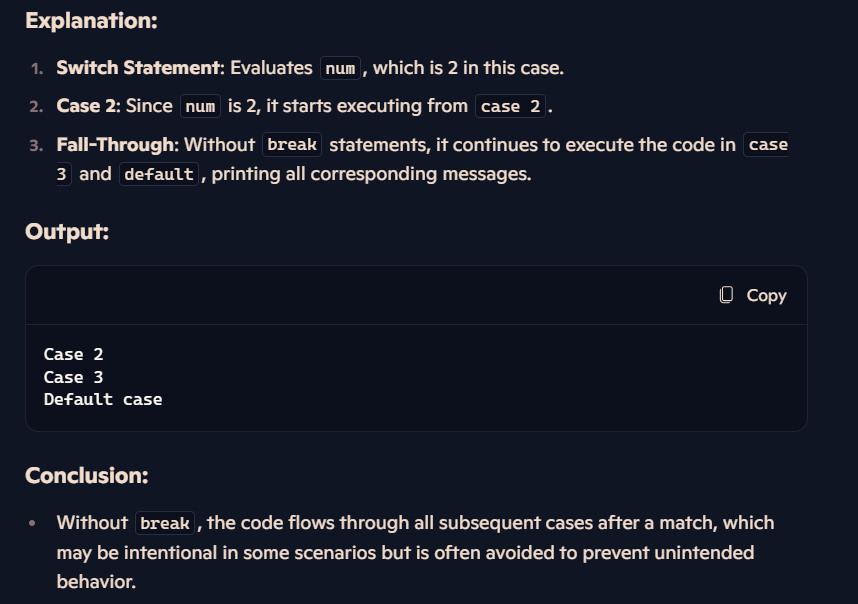 Explanation:
1. Switch Statement: Evaluates num, which is 2 in this case.
2. Case 2: Since num is 2, it starts executing from case 2.
3. Fall-Through: Without break statements, it continues to execute the code in case
3 and default, printing all corresponding messages.
Output:
Copy
Case 2
Case 3
Default case
Conclusion:
• Without break, the code flows through all subsequent cases after a match, which
may be intentional in some scenarios but is often avoided to prevent unintended
behavior.